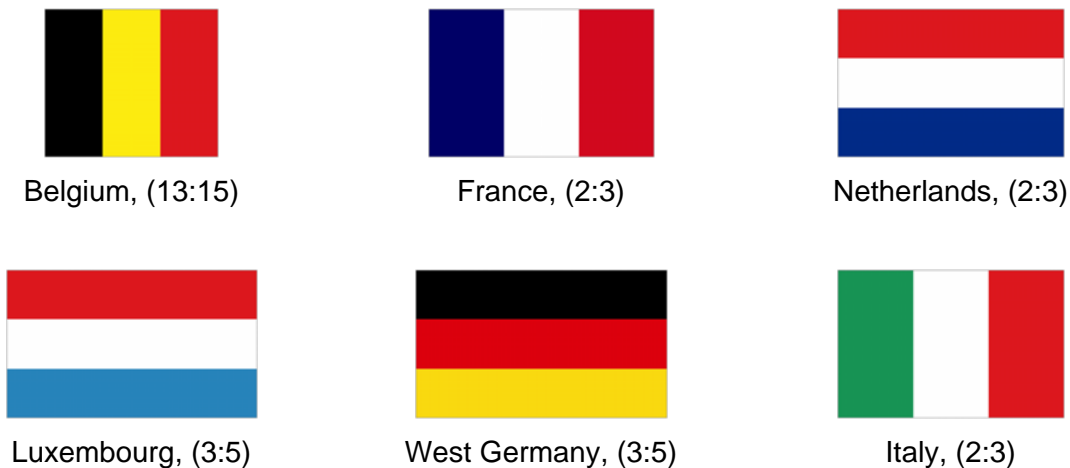 Belgium, (13:15)
France, (2:3)
Netherlands, (2:3)
Luxembourg, (3:5)
West Germany, (3:5)
Italy, (2:3)